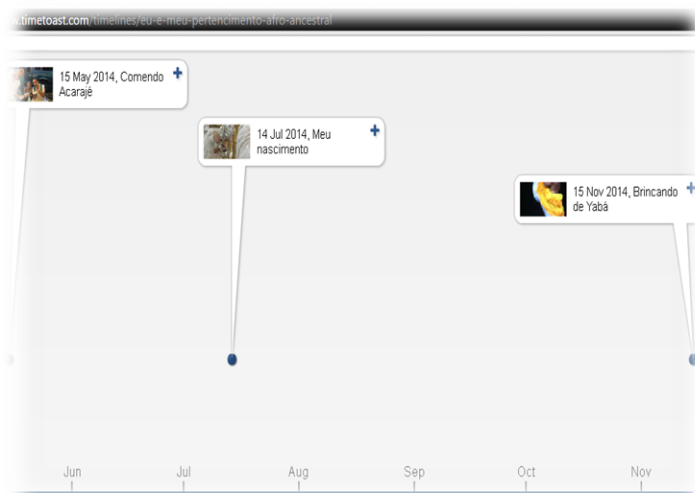 w.timetoast.com/timelines/eu-e-meu-pertencimento-afro-ancestral
15 May 2014, Comendo
Acarajé
14 Jul 2014, Meu
nascimento
15 Nov 2014, Brincando
de Yabá
Jun Jul Aug Sep Oct Nov